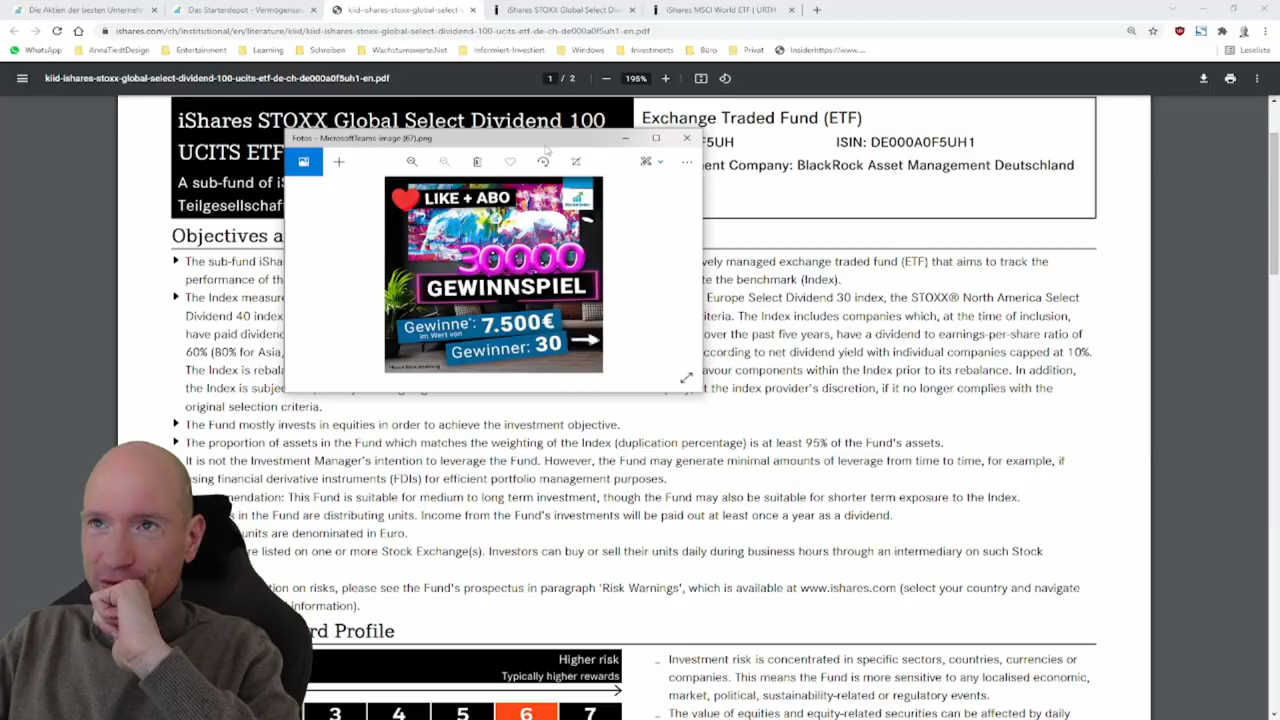 Die Aktien der besten Unternehm
Das Starterdepot - Vermögensau
kiid-ishares-stoxx-global-select-
iShares STOXX Global Select Div
iShares MSCI World ETF | URTH
ishares.com/ch/institutional/en/literature/kiid/kiid-ishares-stoxx-global-select-dividend-100-ucits-etf-de-ch-de000a0f5uh1-en.pdf
WhatsApp
AnnaTiedtDesign
Entertainment
Learning
Schreiben
Wachstumswerte.Net
Informiert-Investiert
Windows
Investments
Büro
Privat
Insiderhttps://www....
Leseliste
kiid-ishares-stoxx-global-select-dividend-100-ucits-etf-de-ch-de000a0f5uh1-en.pdf
1 / 2
195%
iShares STOXX Global Select Dividend 100
UCITS ETF
A sub-fund of i
Teilgesellschaf
Exchange Traded Fund (ETF)
F5UH
ISIN: DE000A0F5UH1
nt Company: BlackRock Asset Management Deutschland
Fotos - MicrosoftTeams-image (67).png
LIKE + ABO
30000
GEWINNSPIEL
Gewinne*: 7.500€
im Wert von
Gewinner: 30
Objectives a
The sub-fund iSha
vely managed exchange traded fund (ETF) that aims to track the
performance of th
te the benchmark (Index).
The Index measur
Europe Select Dividend 30 index, the STOXX® North America Select
Dividend 40 index
iteria. The Index includes companies which, at the time of inclusion,
have paid dividend
over the past five years, have a dividend to earnings-per-share ratio of
60% (80% for Asia,
according to net dividend yield with individual companies capped at 10%.
The Index is rebala
avour components within the Index prior to its rebalance. In addition,
the Index is subjec
at the index provider's discretion, if it no longer complies with the
original selection criteria.
The Fund mostly invests in equities in order to achieve the investment objective.
The proportion of assets in the Fund which matches the weighting of the Index (duplication percentage) is at least 95% of the Fund's assets.
It is not the Investment Manager's intention to leverage the Fund. However, the Fund may generate minimal amounts of leverage from time to time, for example, if
using financial derivative instruments (FDIs) for efficient portfolio management purposes.
mendation: This Fund is suitable for medium to long term investment, though the Fund may also be suitable for shorter term exposure to the Index.
s in the Fund are distributing units. Income from the Fund's investments will be paid out at least once a year as a dividend.
units are denominated in Euro.
re listed on one or more Stock Exchange(s). Investors can buy or sell their units daily during business hours through an intermediary on such Stock
on on risks, please see the Fund's prospectus in paragraph 'Risk Warnings', which is available at www.ishares.com (select your country and navigate
information).
rd Profile
Higher risk
Typically higher rewards
3 4 5 6 7
Investment risk is concentrated in specific sectors, countries, currencies or
companies. This means the Fund is more sensitive to any localised economic,
market, political, sustainability-related or regulatory events.
The value of equities and equity-related securities can be affected by daily